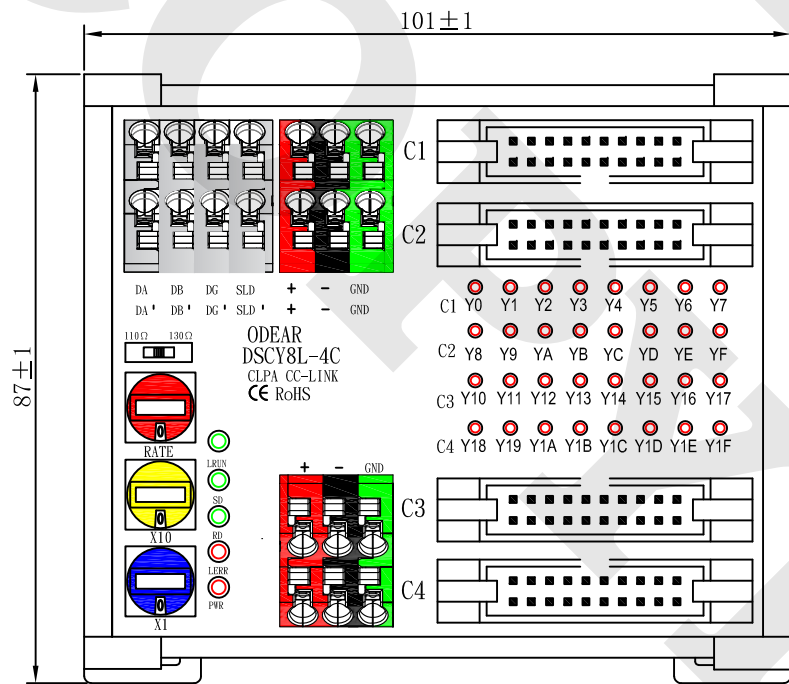 101±1
87±1
C1
C2
DA DB DG SLD + - GND
DA' DB' DG' SLD' + - GND
110Ω 130Ω
ODEAR
DSCY8L-4C
CLPA CC-LINK
CE RoHS
RATE
X10
X1
LRUN
SD
RD
LERR
PWR
C1 Y0 Y1 Y2 Y3 Y4 Y5 Y6 Y7
C2 Y8 Y9 YA YB YC YD YE YF
C3 Y10 Y11 Y12 Y13 Y14 Y15 Y16 Y17
C4 Y18 Y19 Y1A Y1B Y1C Y1D Y1E Y1F
+ - GND
C3
C4
COPY